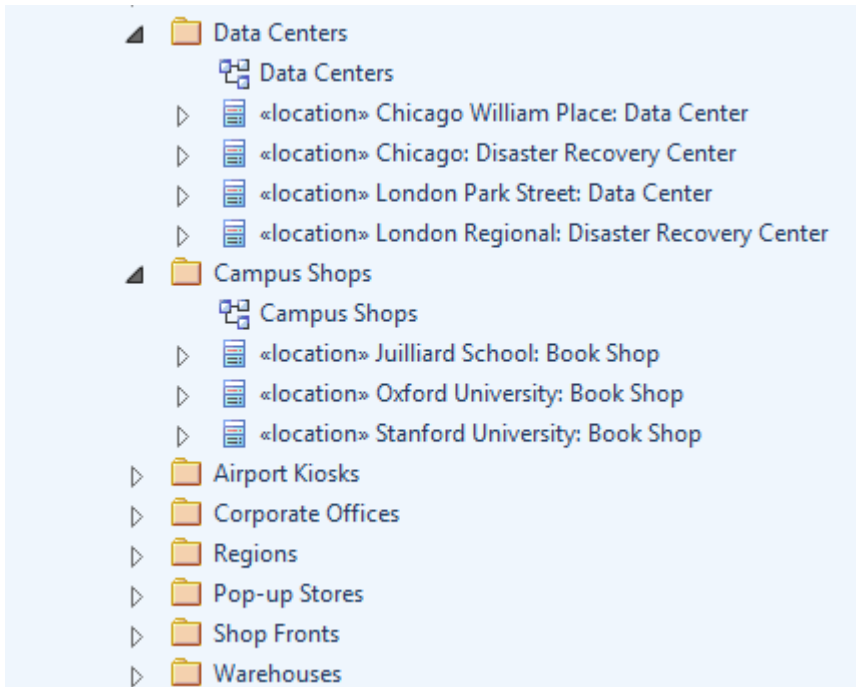 Data Centers
Data Centers
«location» Chicago William Place: Data Center
«location» Chicago: Disaster Recovery Center
«location» London Park Street: Data Center
«location» London Regional: Disaster Recovery Center
Campus Shops
Campus Shops
«location» Juilliard School: Book Shop
«location» Oxford University: Book Shop
«location» Stanford University: Book Shop
Airport Kiosks
Corporate Offices
Regions
Pop-up Stores
Shop Fronts
Warehouses